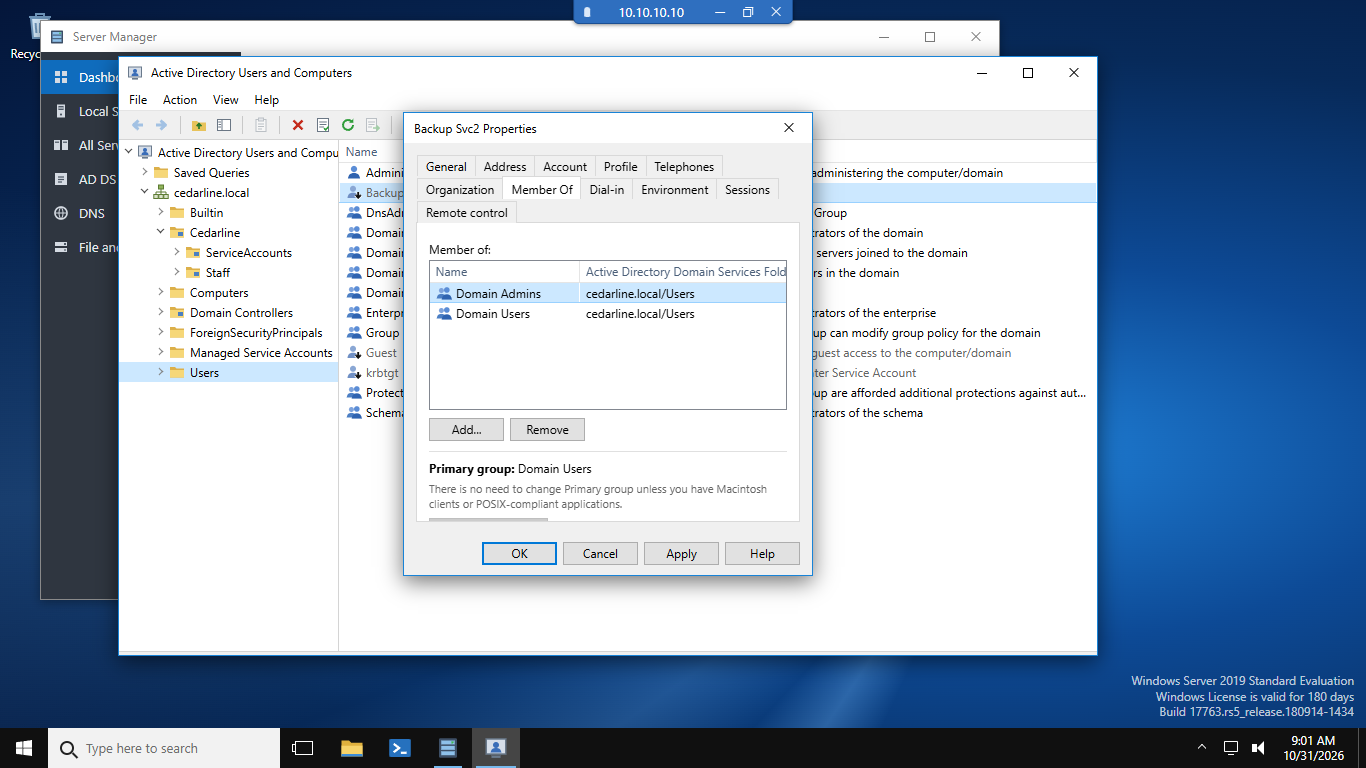 10.10.10.10
Recyc
Server Manager
Dashb
Local S
All Serv
AD DS
DNS
File and
Active Directory Users and Computers
File Action View Help
Active Directory Users and Compu
Saved Queries
cedarline.local
Builtin
Cedarline
ServiceAccounts
Staff
Computers
Domain Controllers
ForeignSecurityPrincipals
Managed Service Accounts
Users
Name
Admini administering the computer/domain
Backup
DnsAdm Group
Domain trators of the domain
Domain servers joined to the domain
Domain rs in the domain
Domain
Enterpr trators of the enterprise
Group up can modify group policy for the domain
Guest guest access to the computer/domain
krbtgt ter Service Account
Protect up are afforded additional protections against aut...
Schema trators of the schema
Backup Svc2 Properties
General Address Account Profile Telephones
Organization Member Of Dial-in Environment Sessions
Remote control
Member of:
Name Active Directory Domain Services Fold
Domain Admins cedarline.local/Users
Domain Users cedarline.local/Users
Add... Remove
Primary group: Domain Users
There is no need to change Primary group unless you have Macintosh
clients or POSIX-compliant applications.
OK Cancel Apply Help
Windows Server 2019 Standard Evaluation
Windows License is valid for 180 days
Build 17763.rs5_release.180914-1434
Type here to search
9:01 AM
10/31/2026